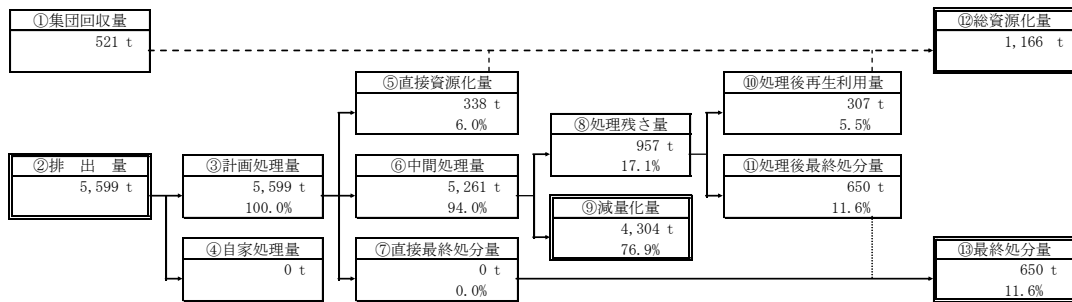 ①集団回収量
521 t
⑫総資源化量
1,166 t
⑤直接資源化量
338 t
6.0%
⑩処理後再生利用量
307 t
5.5%
⑧処理残さ量
957 t
17.1%
②排 出 量
5,599 t
③計画処理量
5,599 t
100.0%
⑥中間処理量
5,261 t
94.0%
⑪処理後最終処分量
650 t
11.6%
⑨減量化量
4,304 t
76.9%
④自家処理量
0 t
⑦直接最終処分量
0 t
0.0%
⑬最終処分量
650 t
11.6%